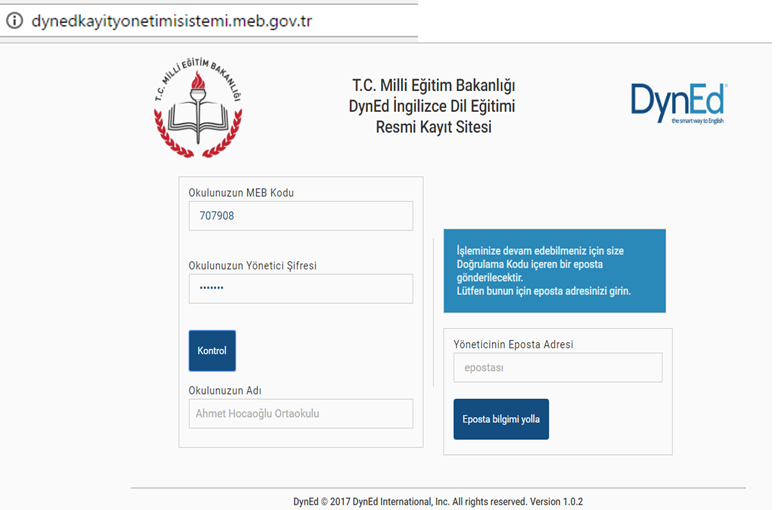 dynedkayityonetimisistemi.meb.gov.tr
T.C. MİLLİ EĞİTİM BAKANLIĞI
T.C. Milli Eğitim Bakanlığı
DynEd İngilizce Dil Eğitimi
Resmi Kayıt Sitesi
DynEd
the smart way to English
Okulunuzun MEB Kodu
707908
Okulunuzun Yönetici Şifresi
•••••••
Kontrol
Okulunuzun Adı
Ahmet Hocaoğlu Ortaokulu
İşleminize devam edebilmeniz için size
Doğrulama Kodu içeren bir eposta
gönderilecektir.
Lütfen bunun için eposta adresinizi girin.
Yöneticinin Eposta Adresi
epostası
Eposta bilgimi yolla
DynEd © 2017 DynEd International, Inc. All rights reserved. Version 1.0.2